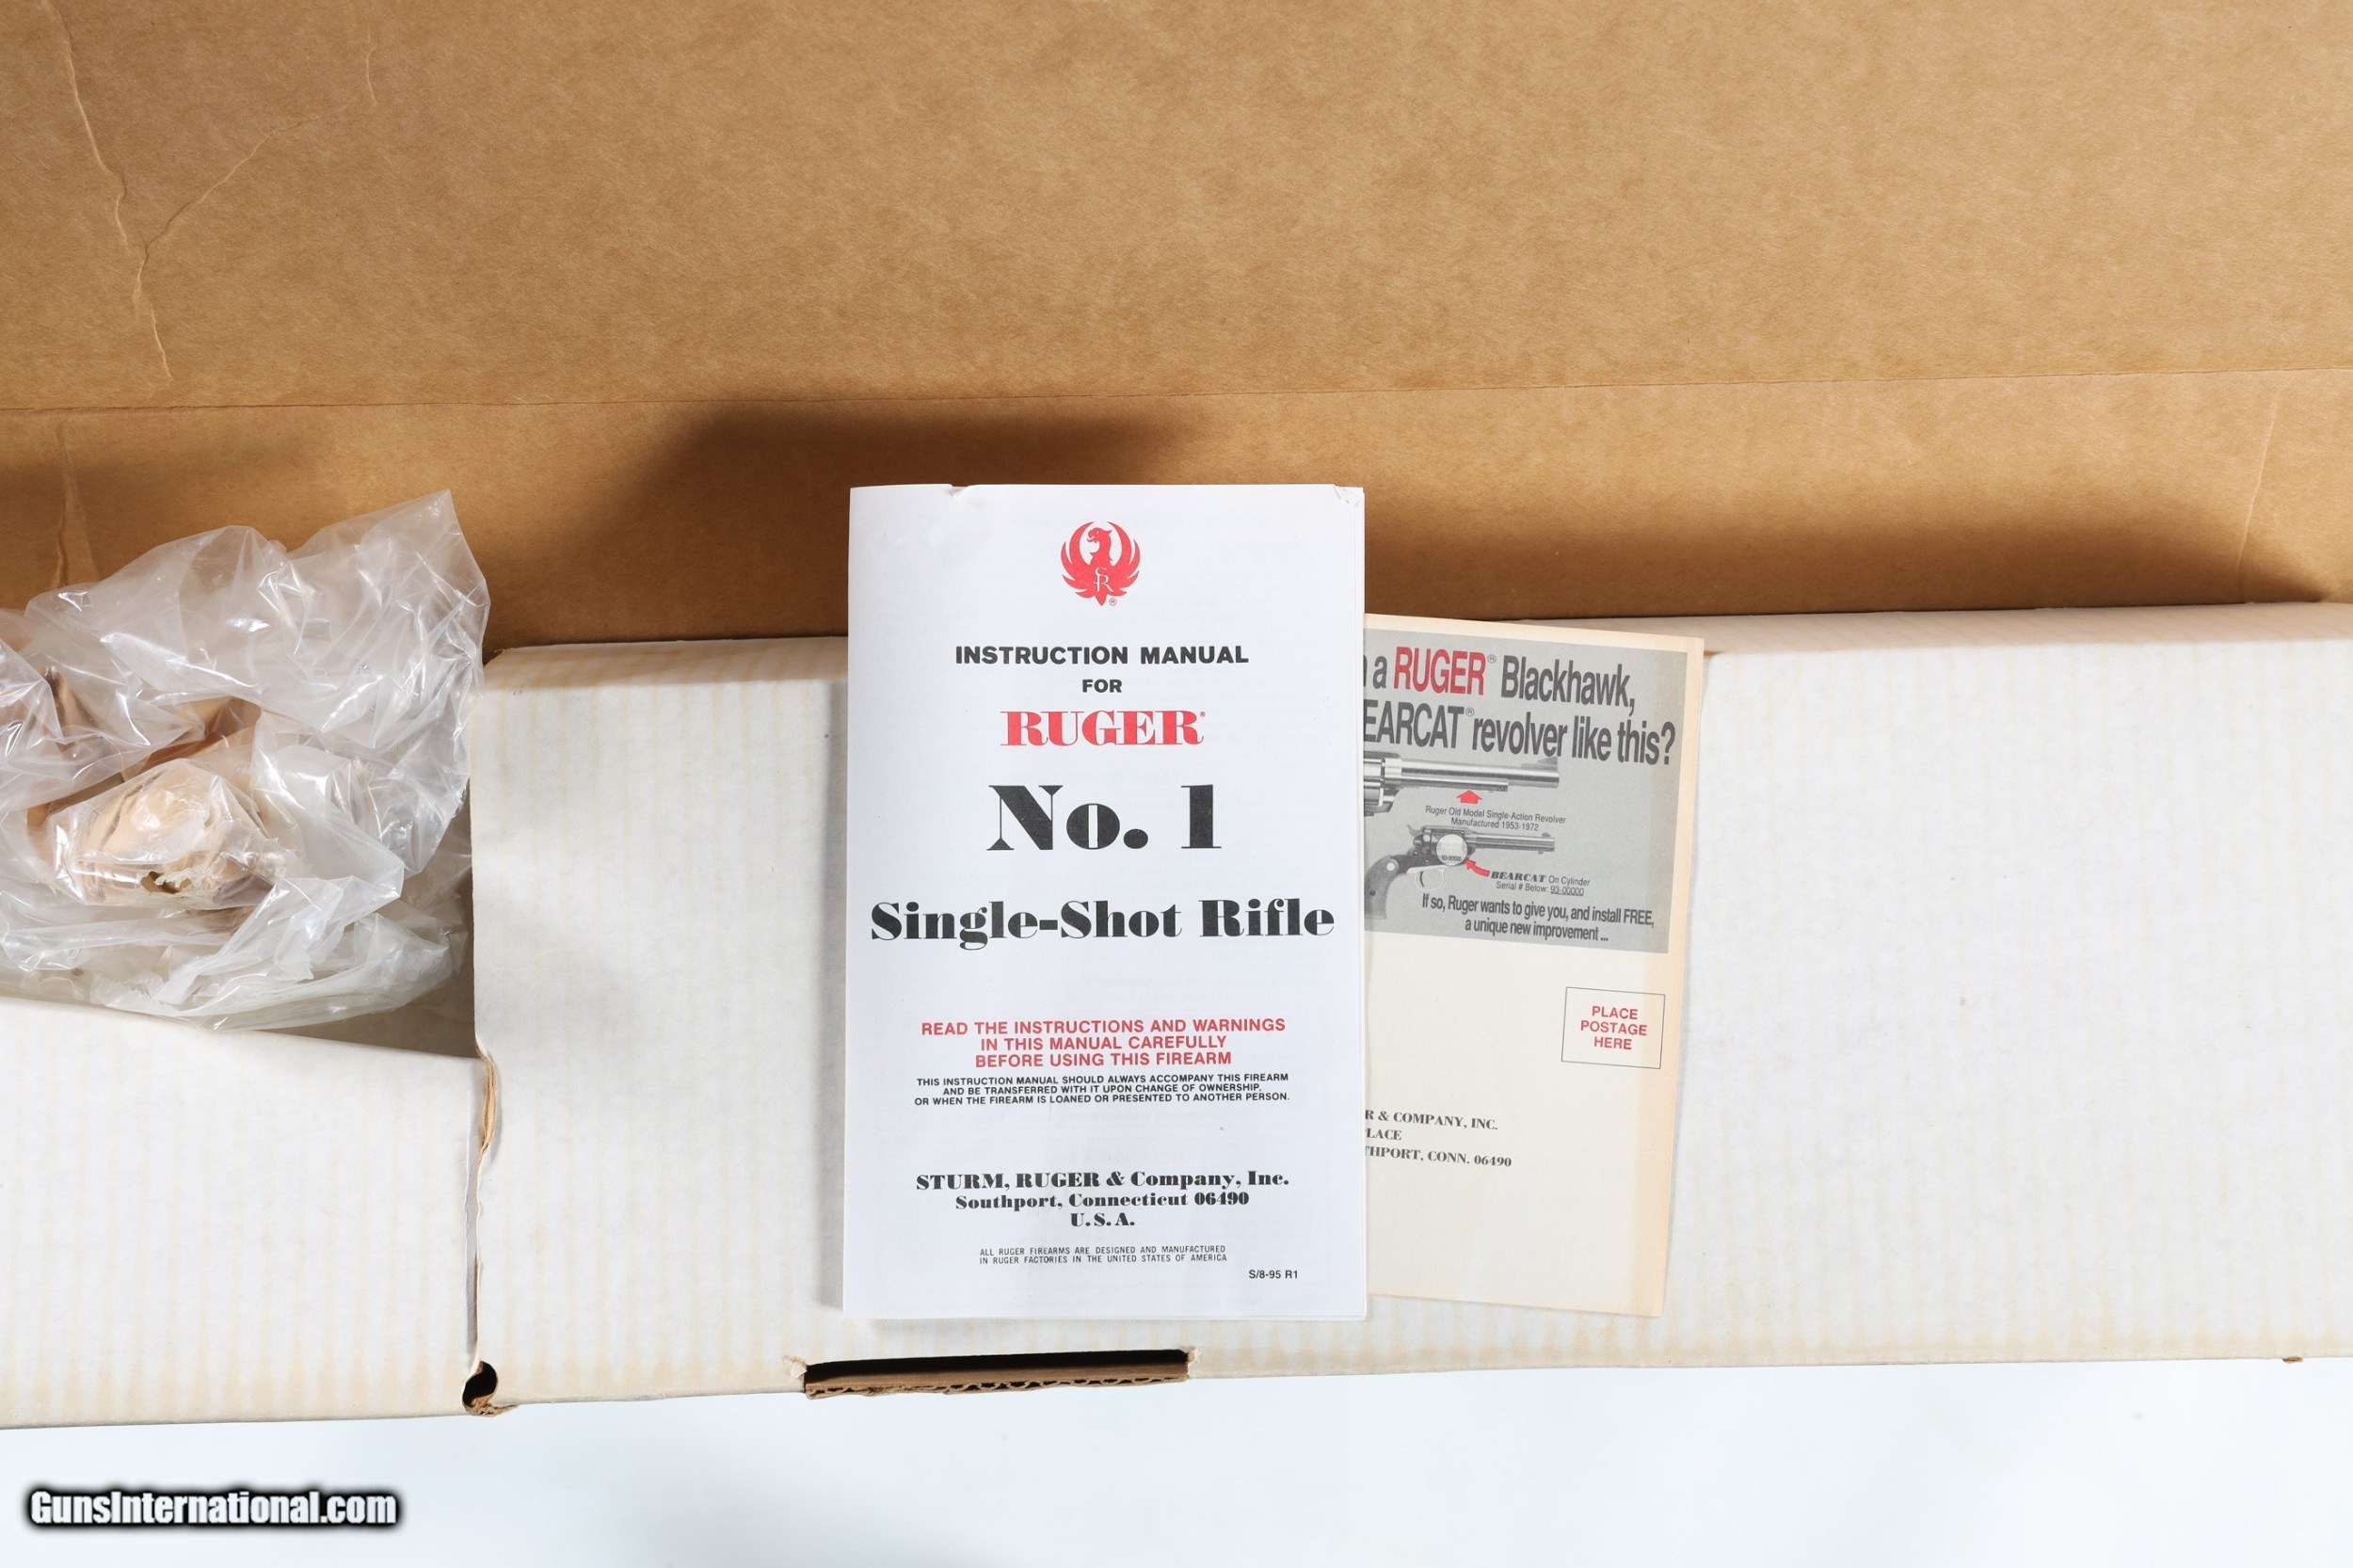 INSTRUCTION MANUAL
FOR
RUGER®
No. 1
Single-Shot Rifle
READ THE INSTRUCTIONS AND WARNINGS
IN THIS MANUAL CAREFULLY
BEFORE USING THIS FIREARM
THIS INSTRUCTION MANUAL SHOULD ALWAYS ACCOMPANY THIS FIREARM
AND BE TRANSFERRED WITH IT UPON CHANGE OF OWNERSHIP,
OR WHEN THE FIREARM IS LOANED OR PRESENTED TO ANOTHER PERSON.
STURM, RUGER & Company, Inc.
Southport, Connecticut 06490
U.S.A.
ALL RUGER FIREARMS ARE DESIGNED AND MANUFACTURED
IN RUGER FACTORIES IN THE UNITED STATES OF AMERICA
S/8-95 R1
a RUGER® Blackhawk,
EARCAT® revolver like this?
Ruger Old Model Single-Action Revolver
Manufactured 1953-1972
BEARCAT On Cylinder
Serial # Below: 93-00000
If so, Ruger wants to give you, and install FREE,
a unique new improvement ...
PLACE
POSTAGE
HERE
R & COMPANY, INC.
LACE
THPORT, CONN. 06490
GunsInternational.com